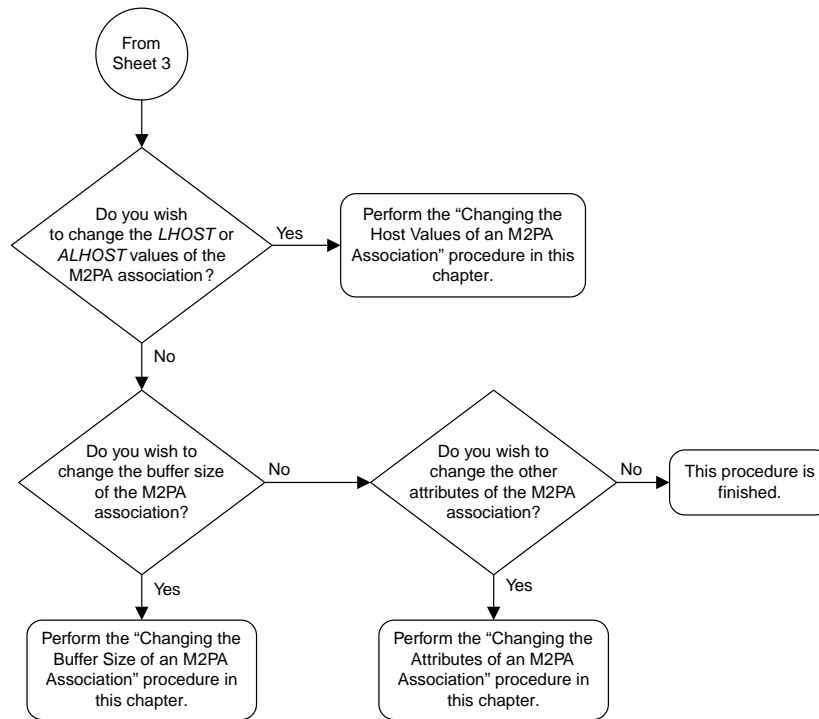 From
Sheet 3
Do you wish
to change the LHOST or
ALHOST values of the
M2PA association ?
Yes
Perform the “Changing the
Host Values of an M2PA
Association” procedure in this
chapter.
No
Do you wish to
change the buffer size
of the M2PA
association?
No
Do you wish to
change the other
attributes of the M2PA
association?
No
This procedure is
finished.
Yes
Perform the “Changing the
Buffer Size of an M2PA
Association” procedure in
this chapter.
Yes
Perform the “Changing the
Attributes of an M2PA
Association” procedure in
this chapter.